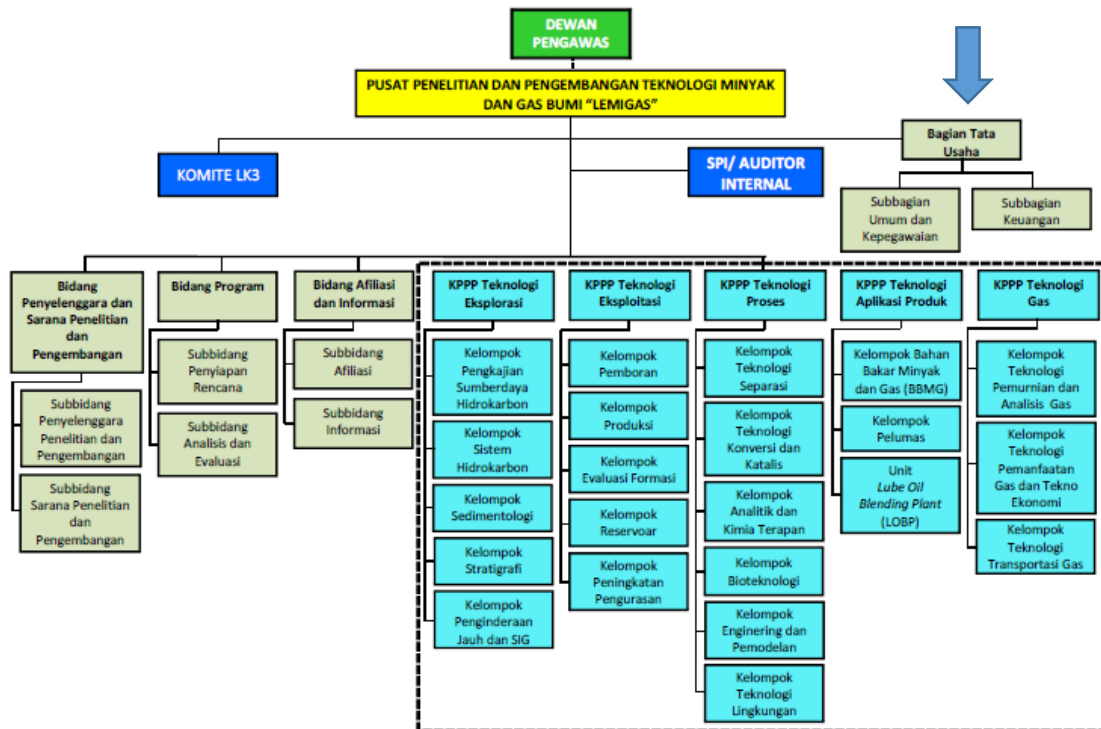 DEWAN
PENGAWAS
PUSAT PENELITIAN DAN PENGEMBANGAN TEKNOLOGI MINYAK
DAN GAS BUMI “LEMIGAS”
Bagian Tata
Usaha
KOMITE LK3
SPI/ AUDITOR
INTERNAL
Subbagian
Umum dan
Kepegawaian
Subbagian
Keuangan
Bidang
Penyelenggara dan
Sarana Penelitian
dan
Pengembangan
Subbidang
Penyelenggara
Penelitian dan
Pengembangan
Subbidang
Sarana Penelitian
dan
Pengembangan
Bidang Program
Subbidang
Penyiapan
Rencana
Subbidang
Analisis dan
Evaluasi
Bidang Afiliasi
dan Informasi
Subbidang
Afiliasi
Subbidang
Informasi
KPPP Teknologi
Eksplorasi
Kelompok
Pengkajian
Sumberdaya
Hidrokarbon
Kelompok
Sistem
Hidrokarbon
Kelompok
Sedimentologi
Kelompok
Stratigrafi
Kelompok
Penginderaan
Jauh dan SIG
KPPP Teknologi
Eksploitasi
Kelompok
Pemboran
Kelompok
Produksi
Kelompok
Evaluasi Formasi
Kelompok
Reservoar
Kelompok
Peningkatan
Pengurasan
KPPP Teknologi
Proses
Kelompok
Teknologi
Separasi
Kelompok
Teknologi
Konversi dan
Katalis
Kelompok
Analitik dan
Kimia Terapan
Kelompok
Bioteknologi
Kelompok
Enginering dan
Pemodelan
Kelompok
Teknologi
Lingkungan
KPPP Teknologi
Aplikasi Produk
Kelompok Bahan
Bakar Minyak
dan Gas (BBMG)
Kelompok
Pelumas
Unit
Lube Oil
Blending Plant
(LOBP)
KPPP Teknologi
Gas
Kelompok
Teknologi
Pemurnian dan
Analisis Gas
Kelompok
Teknologi
Pemanfaatan
Gas dan Tekno
Ekonomi
Kelompok
Teknologi
Transportasi Gas